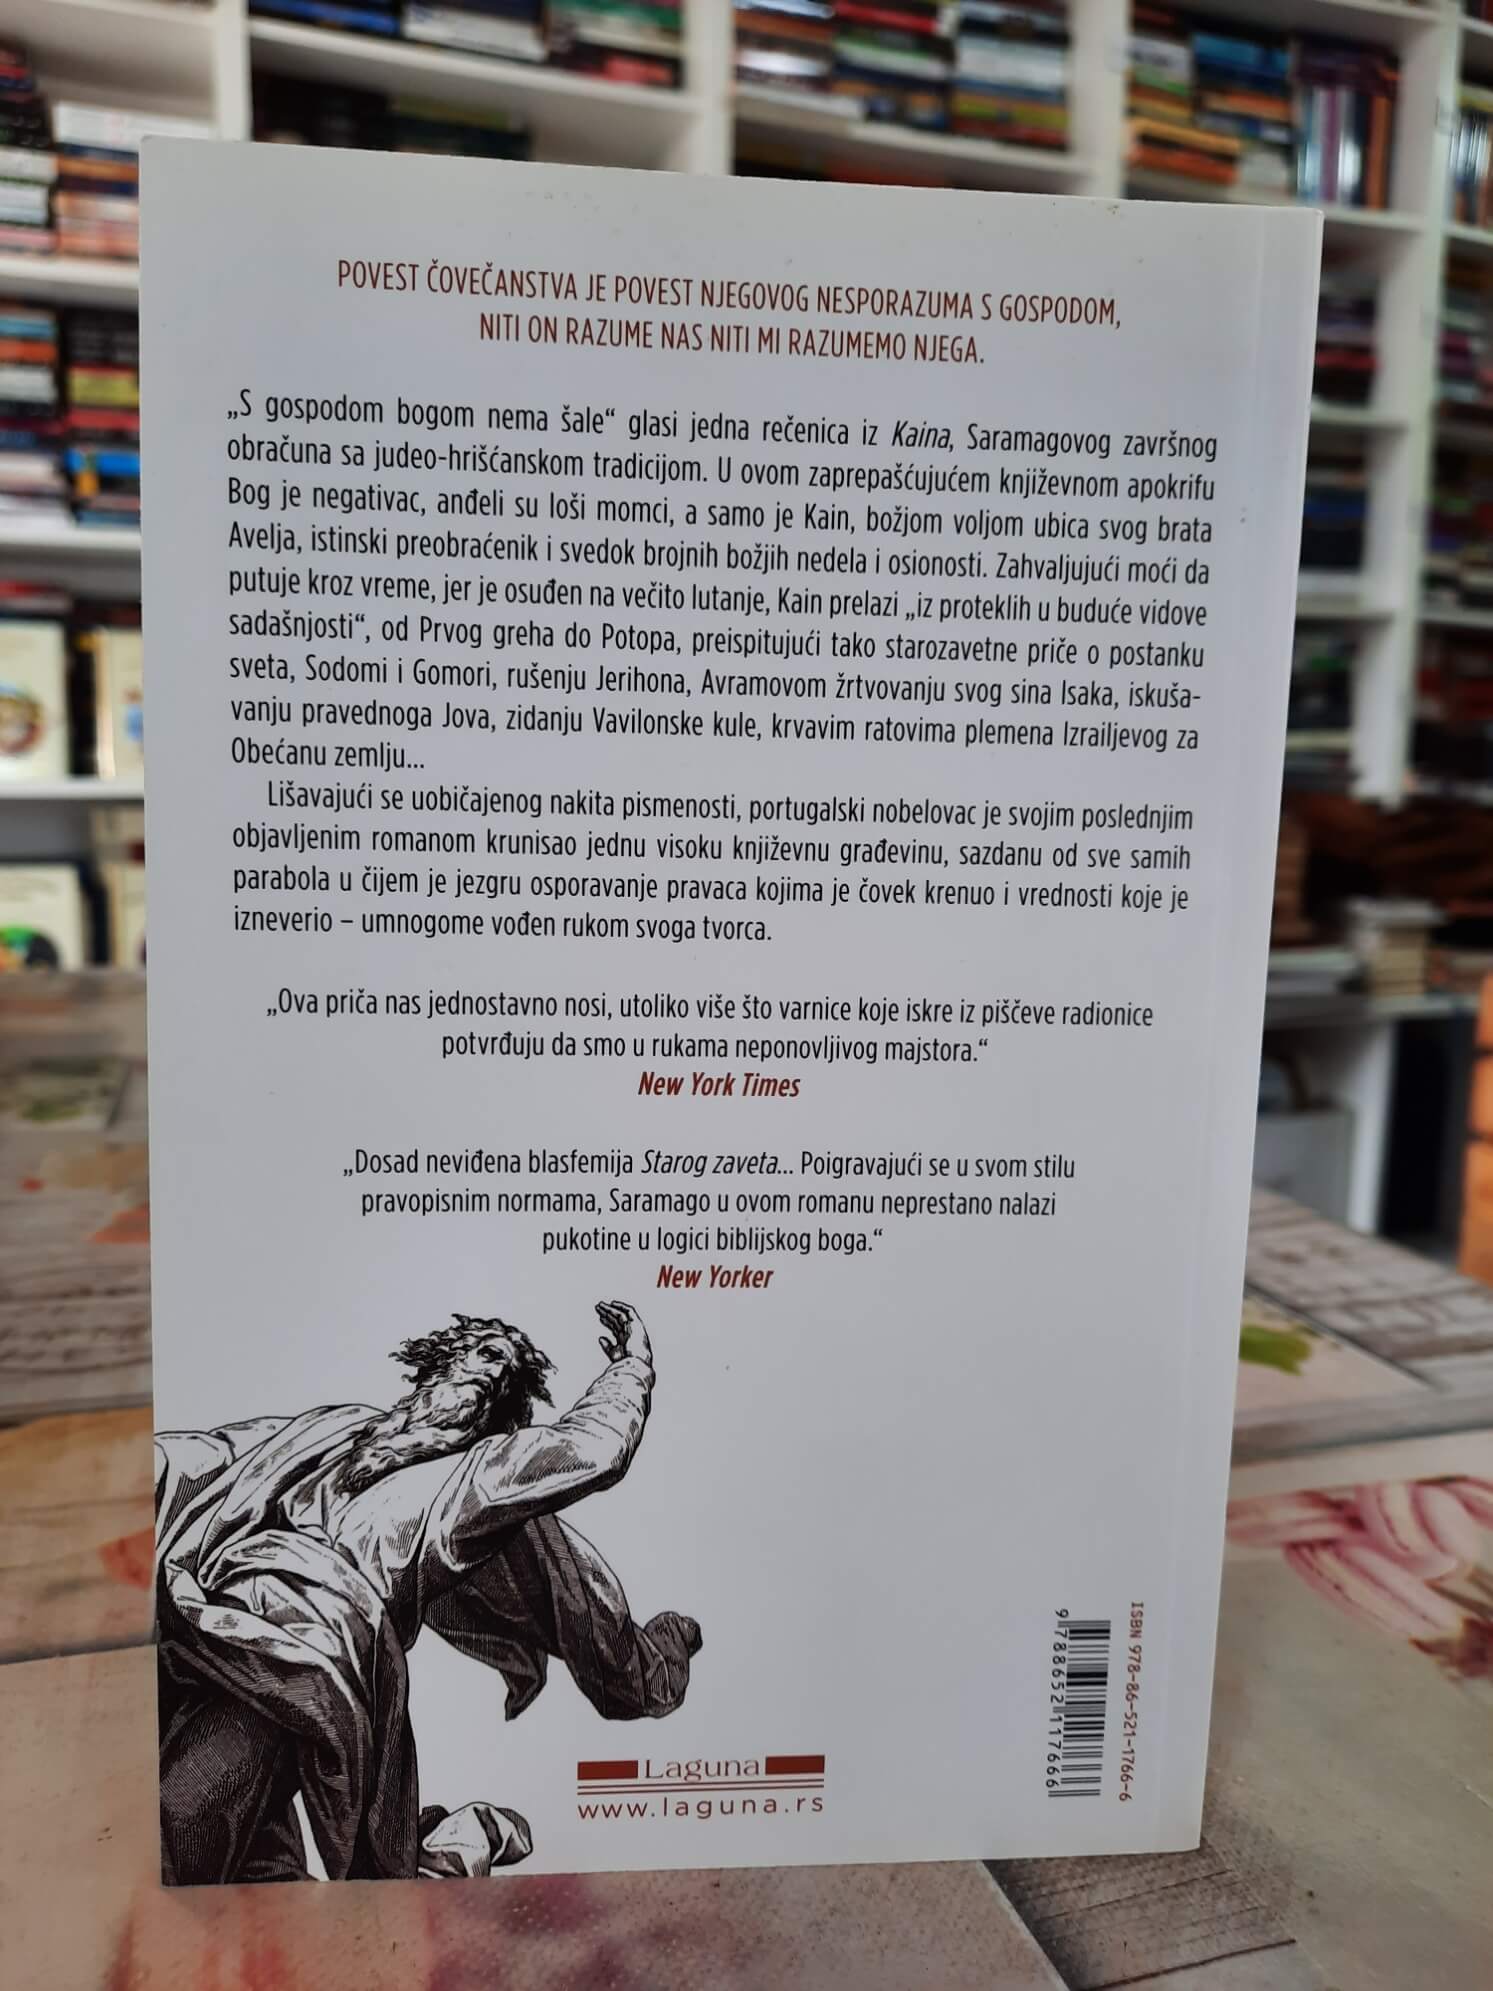 POVEST ČOVEČANSTVA JE POVEST NJEGOVOG NESPORAZUMA S GOSPODOM,
NITI ON RAZUME NAS NITI MI RAZUMEMO NJEGA.
„S gospodom bogom nema šale“ glasi jedna rečenica iz Kaina, Saramagovog završnog
obračuna sa judeo-hrišćanskom tradicijom. U ovom zaprepašćujućem književnom apokrifu
Bog je negativac, anđeli su loši momci, a samo je Kain, božjom voljom ubica svog brata
Avelja, istinski preobraćenik i svedok brojnih božjih nedela i osionosti. Zahvaljujući moći da
putuje kroz vreme, jer je osuđen na večito lutanje, Kain prelazi „iz proteklih u buduće vidove
sadašnjosti“, od Prvog greha do Potopa, preispitujući tako starozavetne priče o postanku
sveta, Sodomi i Gomori, rušenju Jerihona, Avramovom žrtvovanju svog sina Isaka, iskuša-
vanju pravednoga Jova, zidanju Vavilonske kule, krvavim ratovima plemena Izrailjevog za
Obećanu zemlju...
Lišavajući se uobičajenog nakita pismenosti, portugalski nobelovac je svojim poslednjim
objavljenim romanom krunisao jednu visoku književnu građevinu, sazdanu od sve samih
parabola u čijem je jezgru osporavanje pravaca kojima je čovek krenuo i vrednosti koje je
izneverio – umnogome vođen rukom svoga tvorca.
„Ova priča nas jednostavno nosi, utoliko više što varnice koje iskre iz piščeve radionice
potvrđuju da smo u rukama neponovljivog majstora.“
New York Times
„Dosad neviđena blasfemija Starog zaveta... Poigravajući se u svom stilu
pravopisnim normama, Saramago u ovom romanu neprestano nalazi
pukotine u logici biblijskog boga.“
New Yorker
Laguna
www.laguna.rs
ISBN 978-86-521-1766-6
9 788652 117666